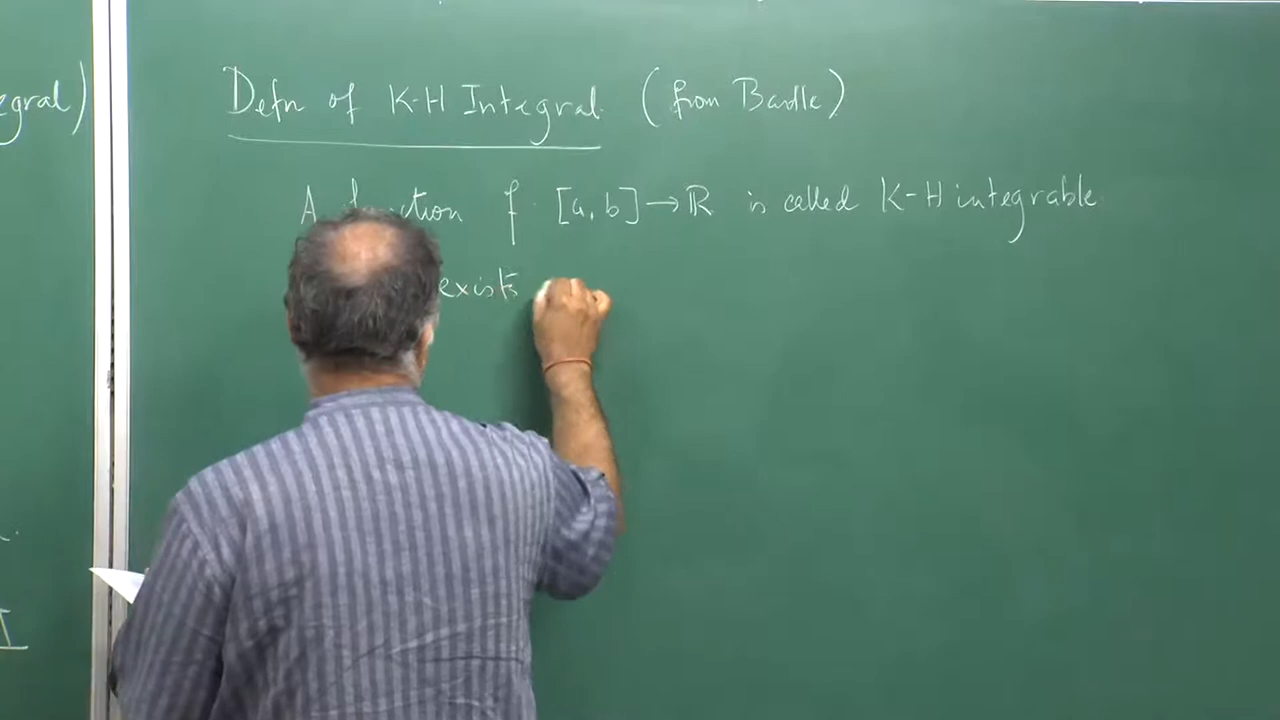 egral)
Defn of K-H Integral (from Bartle)
A function f : [a, b] → ℝ is called K-H integrable
exists